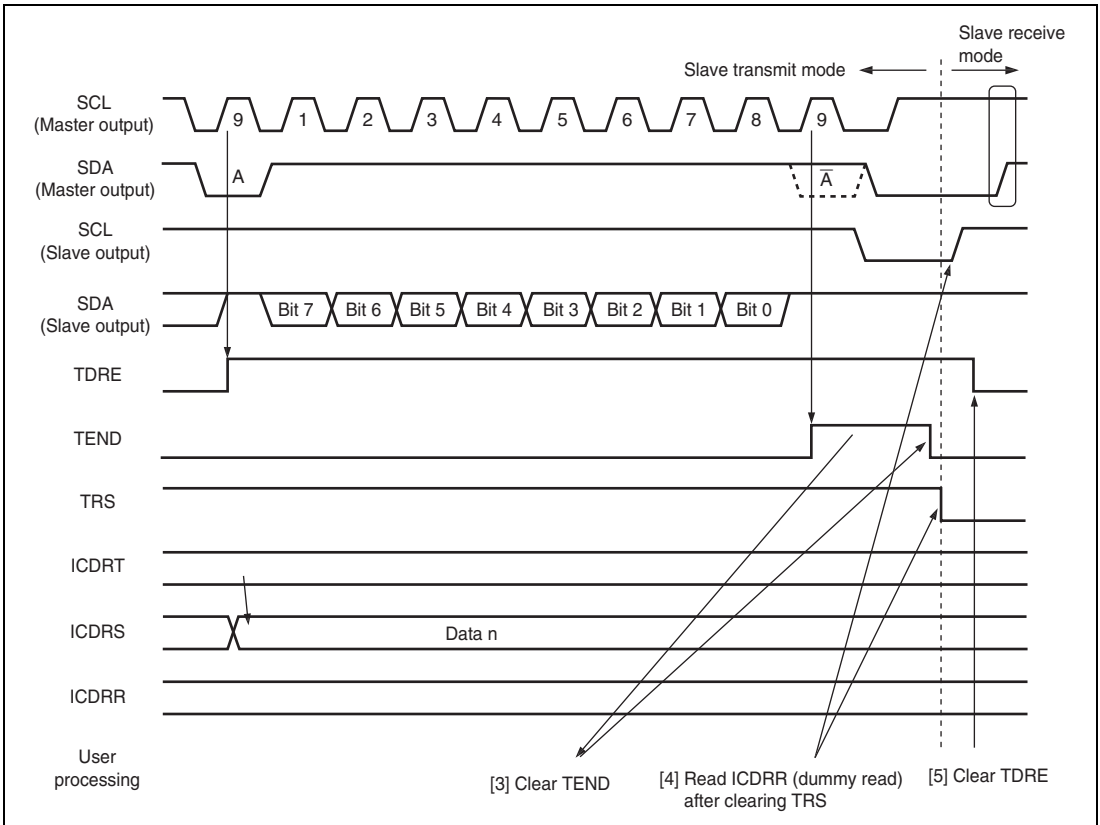 Slave receive
mode
Slave transmit mode
SCL
(Master output)
9 1 2 3 4 5 6 7 8 9
SDA
(Master output)
A A̅
SCL
(Slave output)
SDA
(Slave output)
Bit 7 Bit 6 Bit 5 Bit 4 Bit 3 Bit 2 Bit 1 Bit 0
TDRE
TEND
TRS
ICDRT
ICDRS
Data n
ICDRR
User
processing
[3] Clear TEND
[4] Read ICDRR (dummy read)
after clearing TRS
[5] Clear TDRE